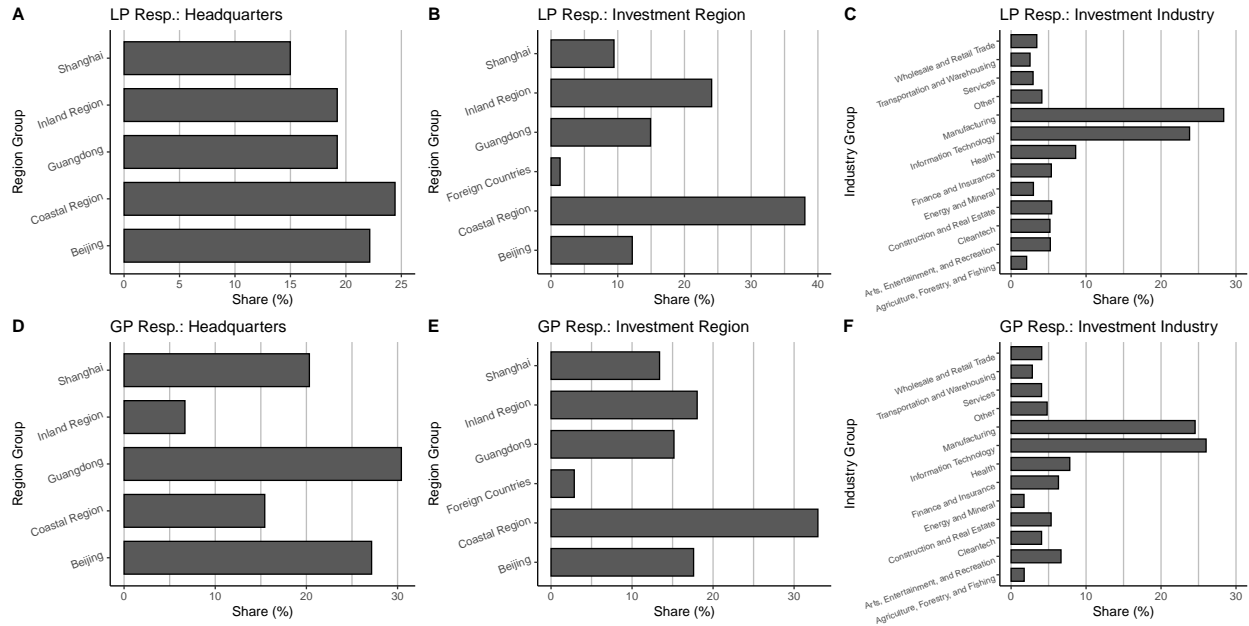 A
LP Resp.: Headquarters
Region Group
Shanghai
Inland Region
Guangdong
Coastal Region
Beijing
0 5 10 15 20 25
Share (%)
B
LP Resp.: Investment Region
Region Group
Shanghai
Inland Region
Guangdong
Foreign Countries
Coastal Region
Beijing
0 10 20 30 40
Share (%)
C
LP Resp.: Investment Industry
Industry Group
Wholesale and Retail Trade
Transportation and Warehousing
Services
Other
Manufacturing
Information Technology
Health
Finance and Insurance
Energy and Mineral
Construction and Real Estate
Cleantech
Arts, Entertainment, and Recreation
Agriculture, Forestry, and Fishing
0 10 20 30
Share (%)
D
GP Resp.: Headquarters
Region Group
Shanghai
Inland Region
Guangdong
Coastal Region
Beijing
0 10 20 30
Share (%)
E
GP Resp.: Investment Region
Region Group
Shanghai
Inland Region
Guangdong
Foreign Countries
Coastal Region
Beijing
0 10 20 30
Share (%)
F
GP Resp.: Investment Industry
Industry Group
Wholesale and Retail Trade
Transportation and Warehousing
Services
Other
Manufacturing
Information Technology
Health
Finance and Insurance
Energy and Mineral
Construction and Real Estate
Cleantech
Arts, Entertainment, and Recreation
Agriculture, Forestry, and Fishing
0 10 20 30
Share (%)